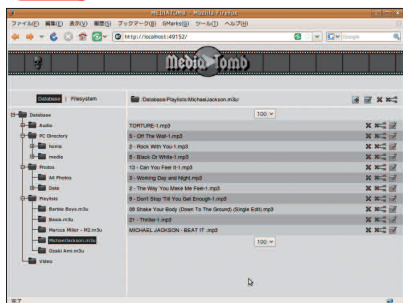 MEDIATOMB - Mozilla Firefox
ファイル(F) 編集(E) 表示(V) 履歴(S) ブックマーク(B) GMarks(G) ツール(T) ヘルプ(H)
http://localhost:49152/
Google
MediaTomb
Database | Filesystem
/Database/Playlists/MichaelJackson.m3u
Database
Audio
PC Directory
home
media
Photos
All Photos
Date
Playlists
Barbie Boys.m3u
Marcus Miller - M2.m3u
MichaelJackson.m3u
Ozaki Ami.m3u
Video
100
TORTURE-1.mp3
5 - Off The Wall-1.mp3
2 - Rock With You-1.mp3
2 - Black Or White-1.mp3
13 - Can You Feel It-1.mp3
3 - Working Day and Night.mp3
2 - The Way You Make Me Feel-1.mp3
9 - Don't Stop Till You Get Enough-1.mp3
08 Shake Your Body (Down To The Ground) (Single Edit).mp3
21 - Thriller-1.mp3
MICHAEL JACKSON - BEAT IT .mp3
100
完了